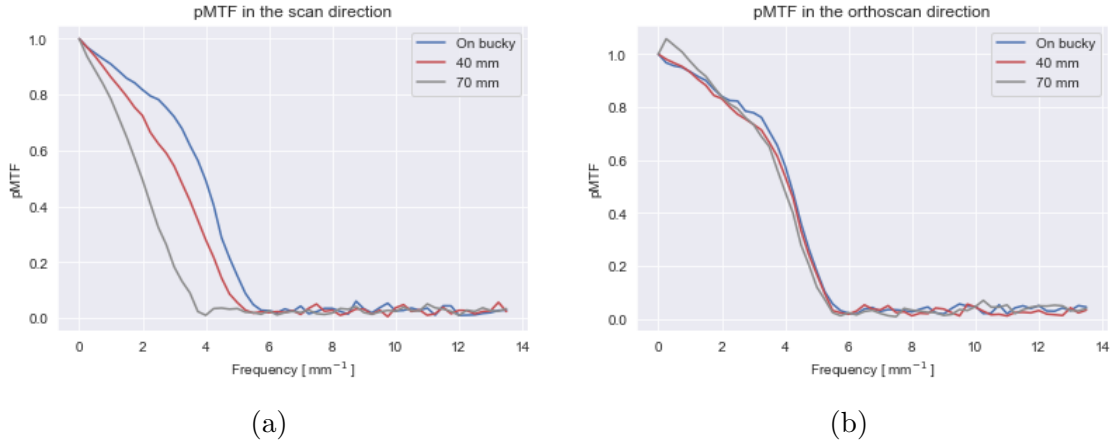 pMTF in the scan direction
On bucky
40 mm
70 mm
1.0
0.8
0.6
0.4
0.2
0.0
pMTF
0 2 4 6 8 10 12 14
Frequency [ mm⁻¹ ]
(a)
pMTF in the orthoscan direction
On bucky
40 mm
70 mm
1.0
0.8
0.6
0.4
0.2
0.0
pMTF
0 2 4 6 8 10 12 14
Frequency [ mm⁻¹ ]
(b)